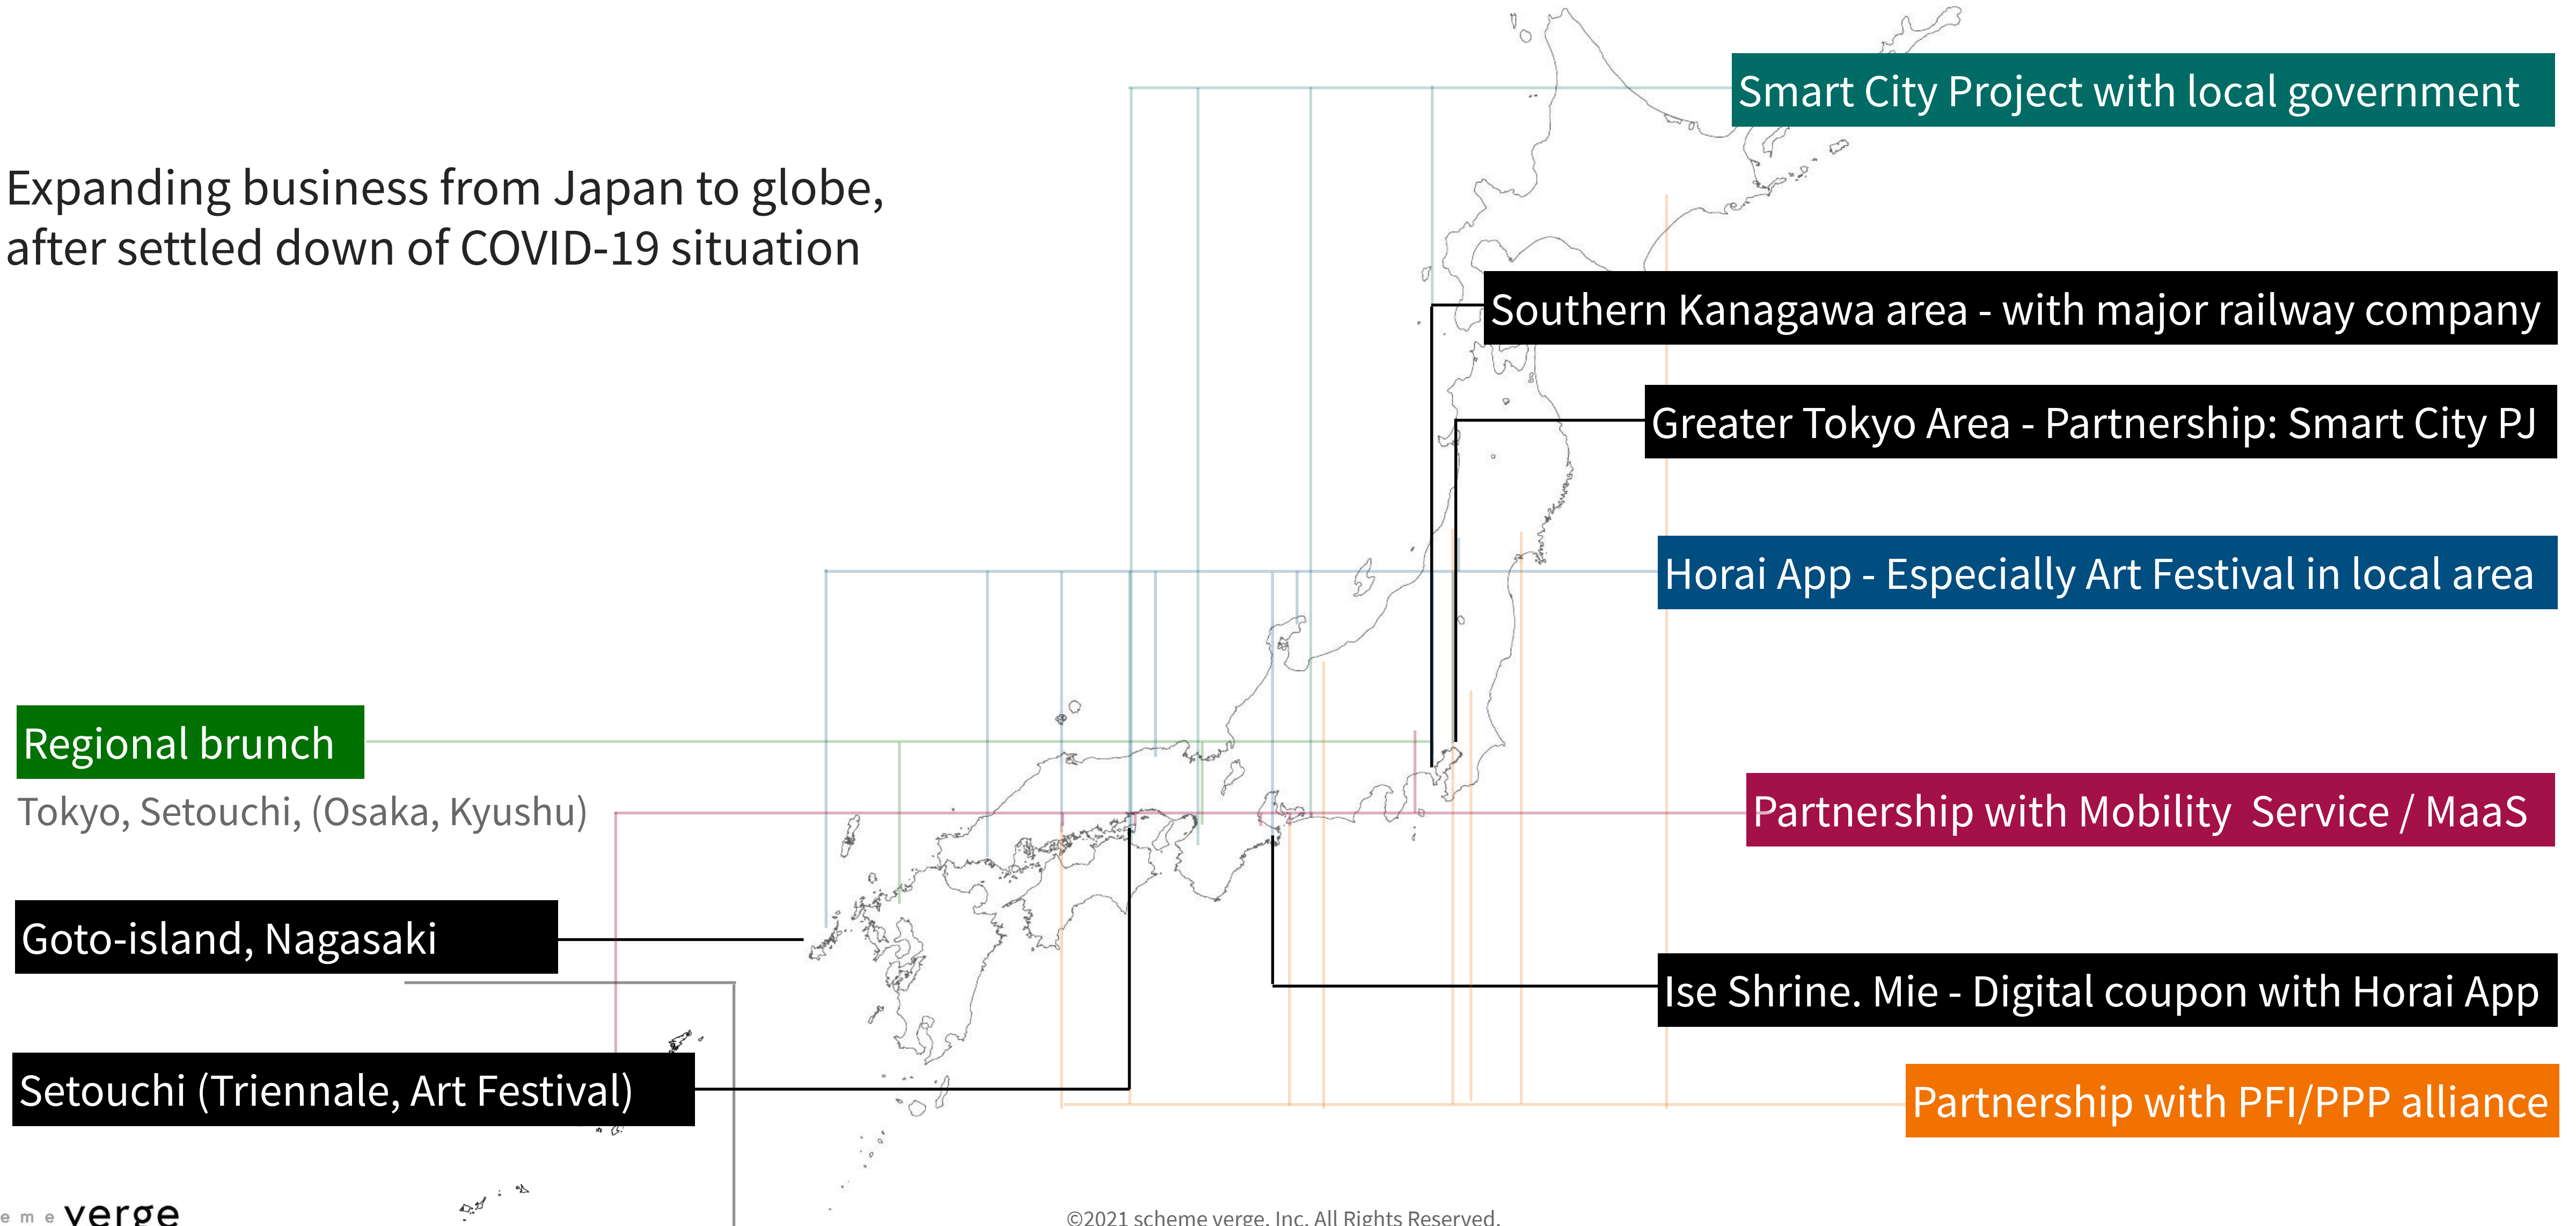 Smart City Project with local government
Expanding business from Japan to globe,
after settled down of COVID-19 situation
Southern Kanagawa area - with major railway company
Greater Tokyo Area - Partnership: Smart City PJ
Horai App - Especially Art Festival in local area
Regional brunch
Tokyo, Setouchi, (Osaka, Kyushu)
Partnership with Mobility Service / MaaS
Goto-island, Nagasaki
Ise Shrine. Mie - Digital coupon with Horai App
Setouchi (Triennale, Art Festival)
Partnership with PFI/PPP alliance
eme verge
©2021 scheme verge, Inc. All Rights Reserved.